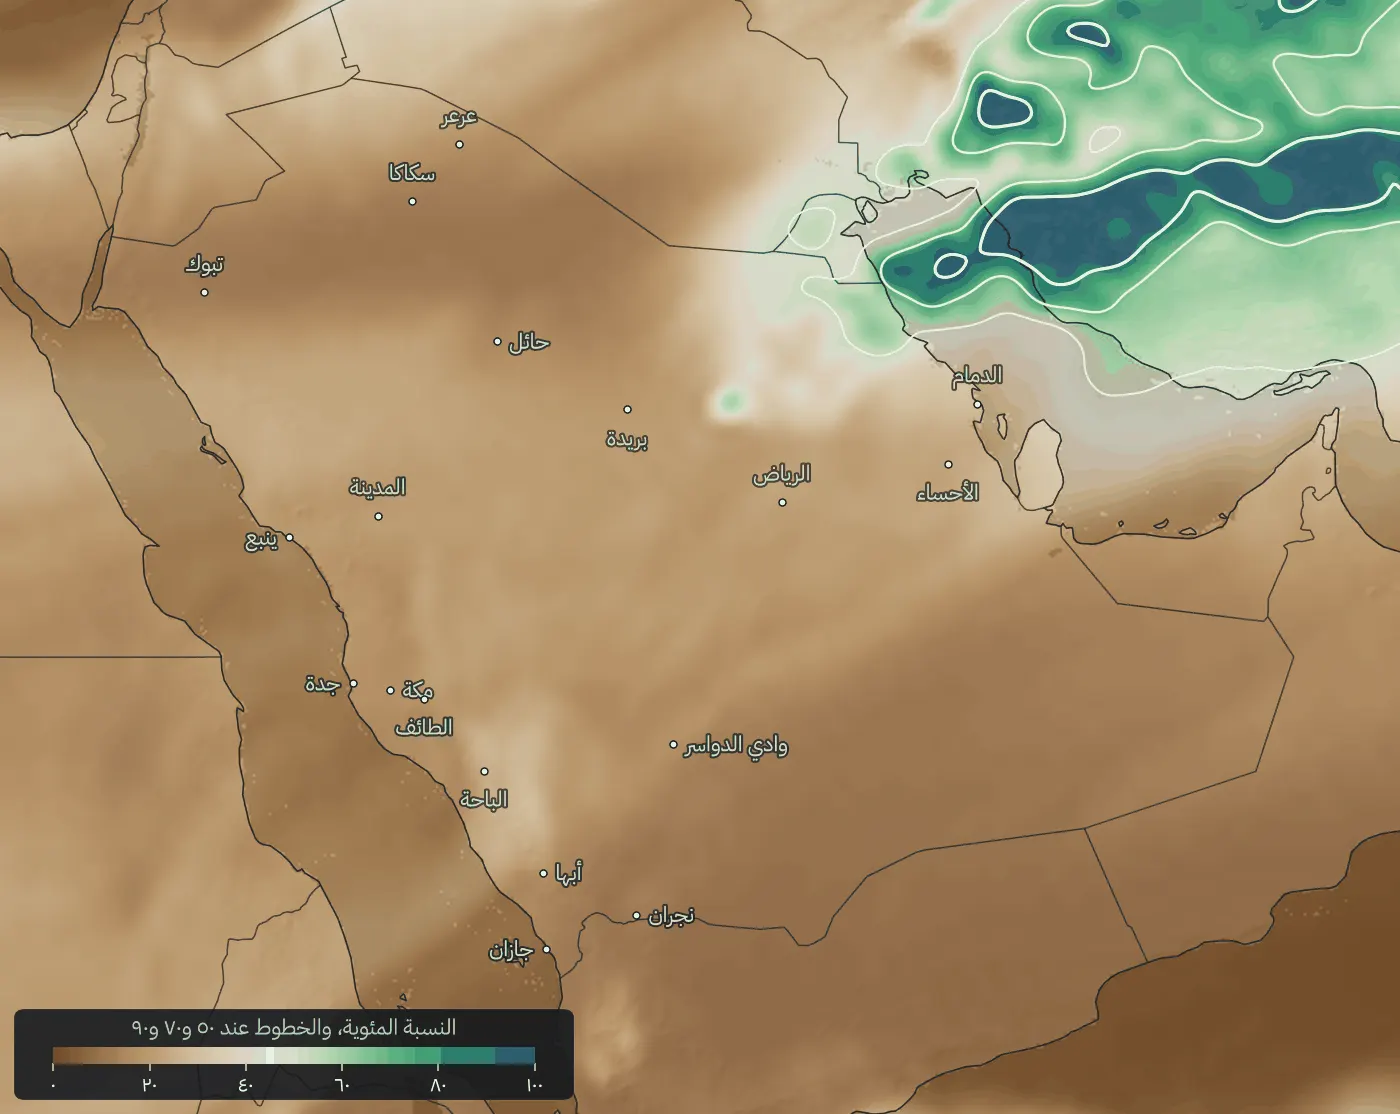 عرعر
سكاكا
تبوك
حائل
الدمام
بريدة
الرياض
الأحساء
المدينة
ينبع
جدة
مكة
الطائف
وادي الدواسر
الباحة
أبها
نجران
جازان
النسبة المئوية، والخطوط عند ٥٠ و٧٠ و٩٠
٠ ٢٠ ٤٠ ٦٠ ٨٠ ١٠٠